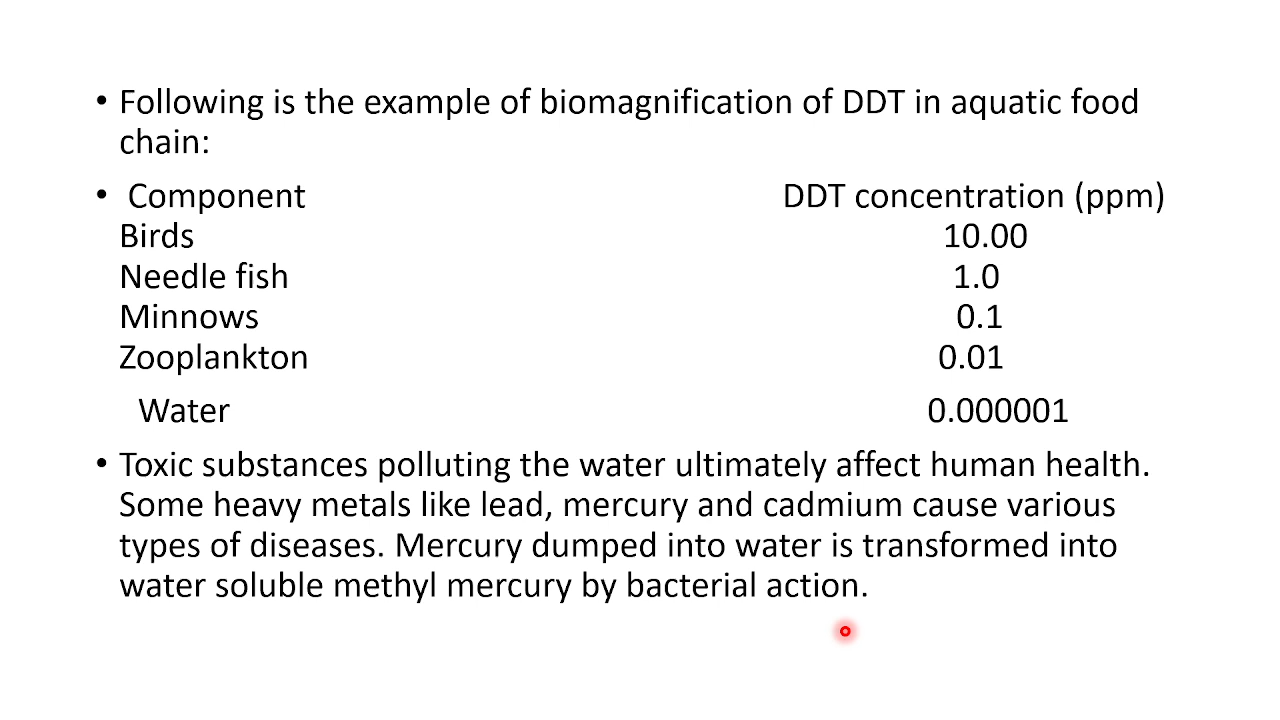 • Following is the example of biomagnification of DDT in aquatic food
chain:
• Component DDT concentration (ppm)
Birds 10.00
Needle fish 1.0
Minnows 0.1
Zooplankton 0.01
Water 0.000001
• Toxic substances polluting the water ultimately affect human health.
Some heavy metals like lead, mercury and cadmium cause various
types of diseases. Mercury dumped into water is transformed into
water soluble methyl mercury by bacterial action.